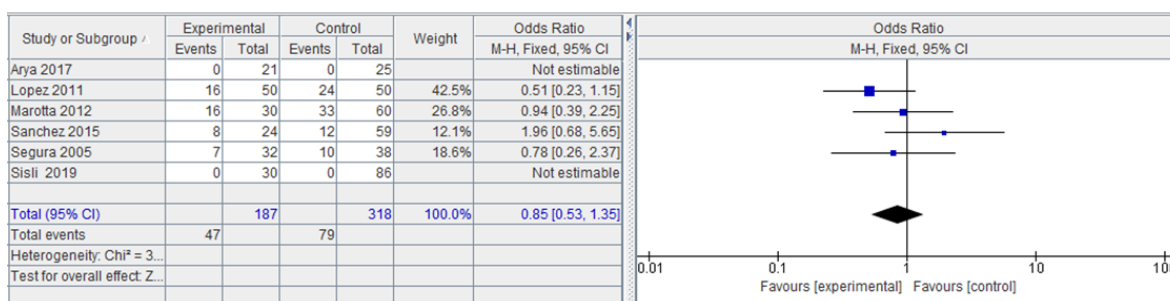 Study or Subgroup Experimental Control Weight Odds Ratio Odds Ratio
Events Total Events Total M-H, Fixed, 95% CI M-H, Fixed, 95% CI
Arya 2017 0 21 0 25 Not estimable
Lopez 2011 16 50 24 50 42.5% 0.51 [0.23, 1.15]
Marotta 2012 16 30 33 60 26.8% 0.94 [0.39, 2.25]
Sanchez 2015 8 24 12 59 12.1% 1.96 [0.68, 5.65]
Segura 2005 7 32 10 38 18.6% 0.78 [0.26, 2.37]
Sisli 2019 0 30 0 86 Not estimable
Total (95% CI) 187 318 100.0% 0.85 [0.53, 1.35]
Total events 47 79
Heterogeneity: Chi² = 3...
Test for overall effect: Z...
0.01 0.1 1 10
Favours [experimental] Favours [control]